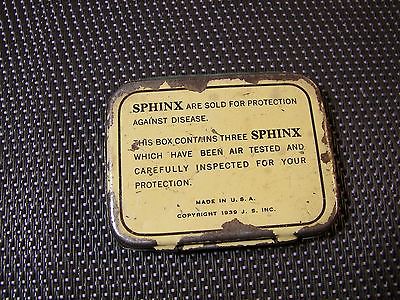 SPHINX ARE SOLD FOR PROTECTION
AGAINST DISEASE.
THIS BOX CONTAINS THREE SPHINX
WHICH HAVE BEEN AIR TESTED AND
CAREFULLY INSPECTED FOR YOUR
PROTECTION.
MADE IN U.S.A.
COPYRIGHT 1939 J. S. INC.